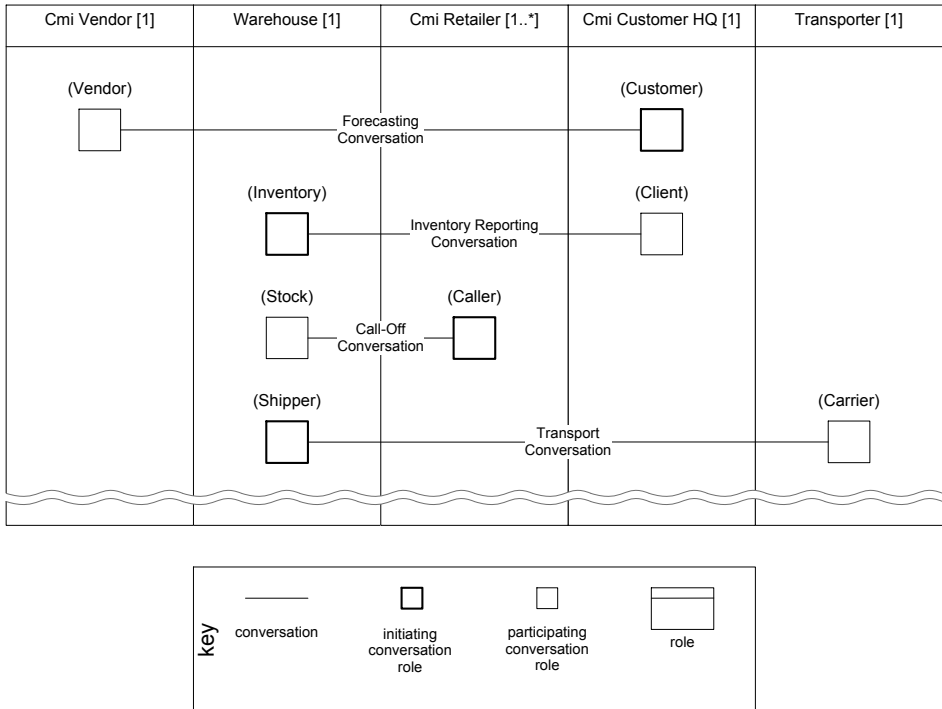 Cmi Vendor [1]
Warehouse [1]
Cmi Retailer [1..*]
Cmi Customer HQ [1]
Transporter [1]
(Vendor)
(Customer)
Forecasting
Conversation
(Inventory)
(Client)
Inventory Reporting
Conversation
(Stock)
(Caller)
Call-Off
Conversation
(Shipper)
(Carrier)
Transport
Conversation
key
conversation
initiating
conversation
role
participating
conversation
role
role